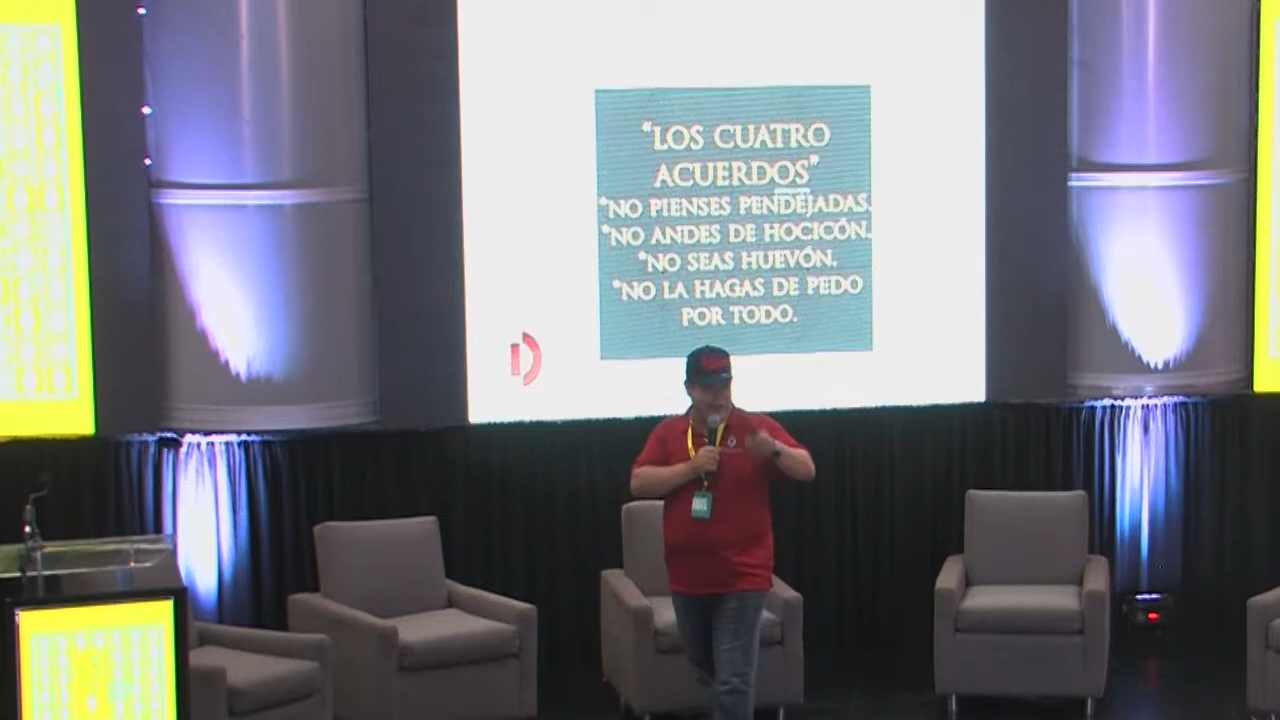 "LOS CUATRO
ACUERDOS"
*NO PIENSES PENDEJADAS.
*NO ANDES DE HOCICÓN.
*NO SEAS HUEVÓN.
*NO LA HAGAS DE PEDO
POR TODO.